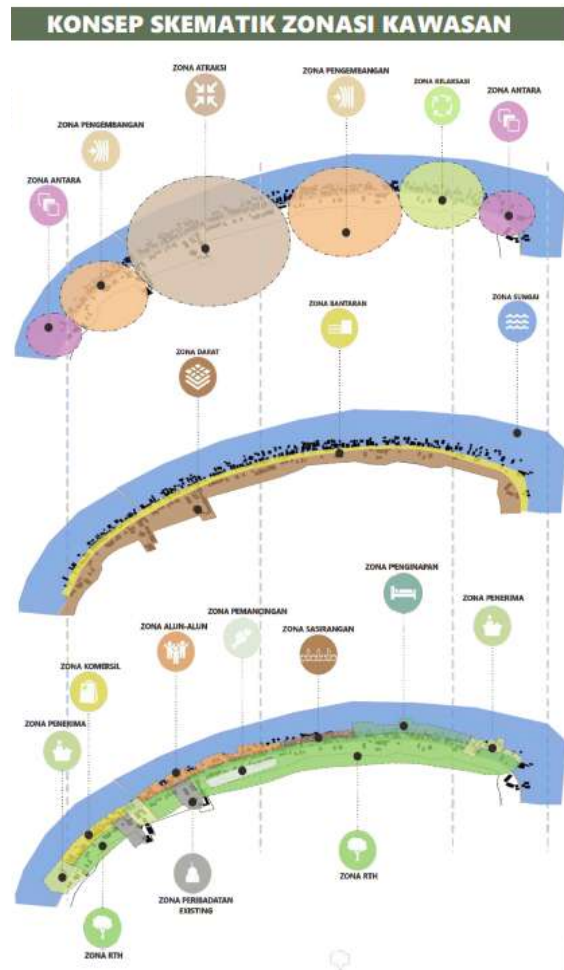 KONSEP SKEMATIK ZONASI KAWASAN
ZONA ATRAKSI
ZONA PENGEMBANGAN
ZONA RELAKSASI
ZONA ANTARA
ZONA PENGEMBANGAN
ZONA ANTARA
ZONA BANTARAN
ZONA SUNGAI
ZONA DARAT
ZONA PENGINAPAN
ZONA PEMANCINGAN
ZONA PENERIMA
ZONA ALUN-ALUN
ZONA SASIRANGAN
ZONA KOMERSIL
ZONA PENERIMA
ZONA RTH
ZONA PERIBADATAN
EXISTING
ZONA RTH